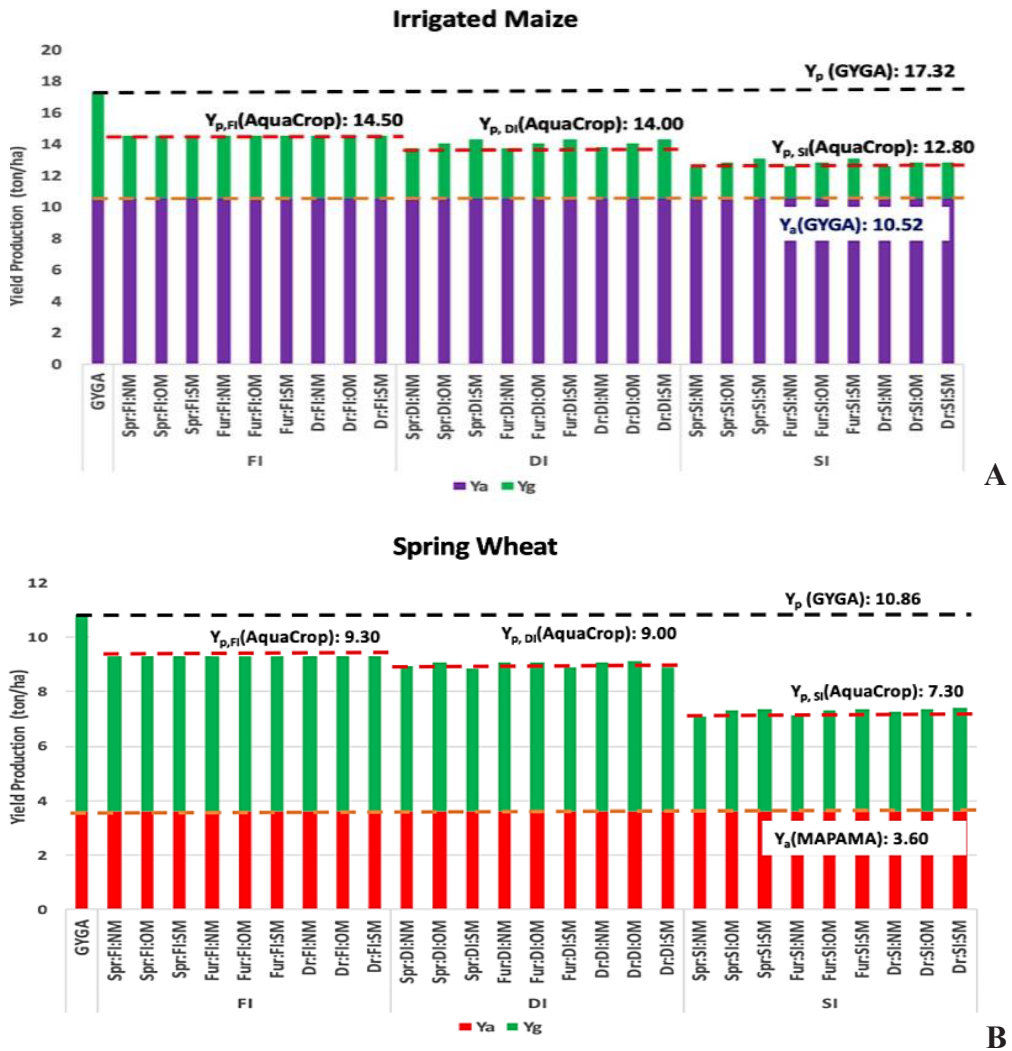 Irrigated Maize
Yield Production (ton/ha)
20
18
16
14
12
10
8
6
4
2
0
Yp (GYGA): 17.32
Yp,FI(AquaCrop): 14.50
Yp, DI(AquaCrop): 14.00
Yp, SI(AquaCrop): 12.80
Ya(GYGA): 10.52
GYGA
Spr:FI:NM
Spr:FI:OM
Spr:FI:SM
Fur:FI:NM
Fur:FI:OM
Fur:FI:SM
Dr:FI:NM
Dr:FI:OM
Dr:FI:SM
Spr:DI:NM
Spr:DI:OM
Spr:DI:SM
Fur:DI:NM
Fur:DI:OM
Fur:DI:SM
Dr:DI:NM
Dr:DI:OM
Dr:DI:SM
Spr:SI:NM
Spr:SI:OM
Spr:SI:SM
Fur:SI:NM
Fur:SI:OM
Fur:SI:SM
Dr:SI:NM
Dr:SI:OM
Dr:SI:SM
FI
DI
SI
Ya Yg
A
Spring Wheat
Yield Production (ton/ha)
12
10
8
6
4
2
0
Yp (GYGA): 10.86
Yp,FI(AquaCrop): 9.30
Yp, DI(AquaCrop): 9.00
Yp, SI(AquaCrop): 7.30
Ya(MAPAMA): 3.60
GYGA
Spr:FI:NM
Spr:FI:OM
Spr:FI:SM
Fur:FI:NM
Fur:FI:OM
Fur:FI:SM
Dr:FI:NM
Dr:FI:OM
Dr:FI:SM
Spr:DI:NM
Spr:DI:OM
Spr:DI:SM
Fur:DI:NM
Fur:DI:OM
Fur:DI:SM
Dr:DI:NM
Dr:DI:OM
Dr:DI:SM
Spr:SI:NM
Spr:SI:OM
Spr:SI:SM
Fur:SI:NM
Fur:SI:OM
Fur:SI:SM
Dr:SI:NM
Dr:SI:OM
Dr:SI:SM
FI
DI
SI
Ya Yg
B